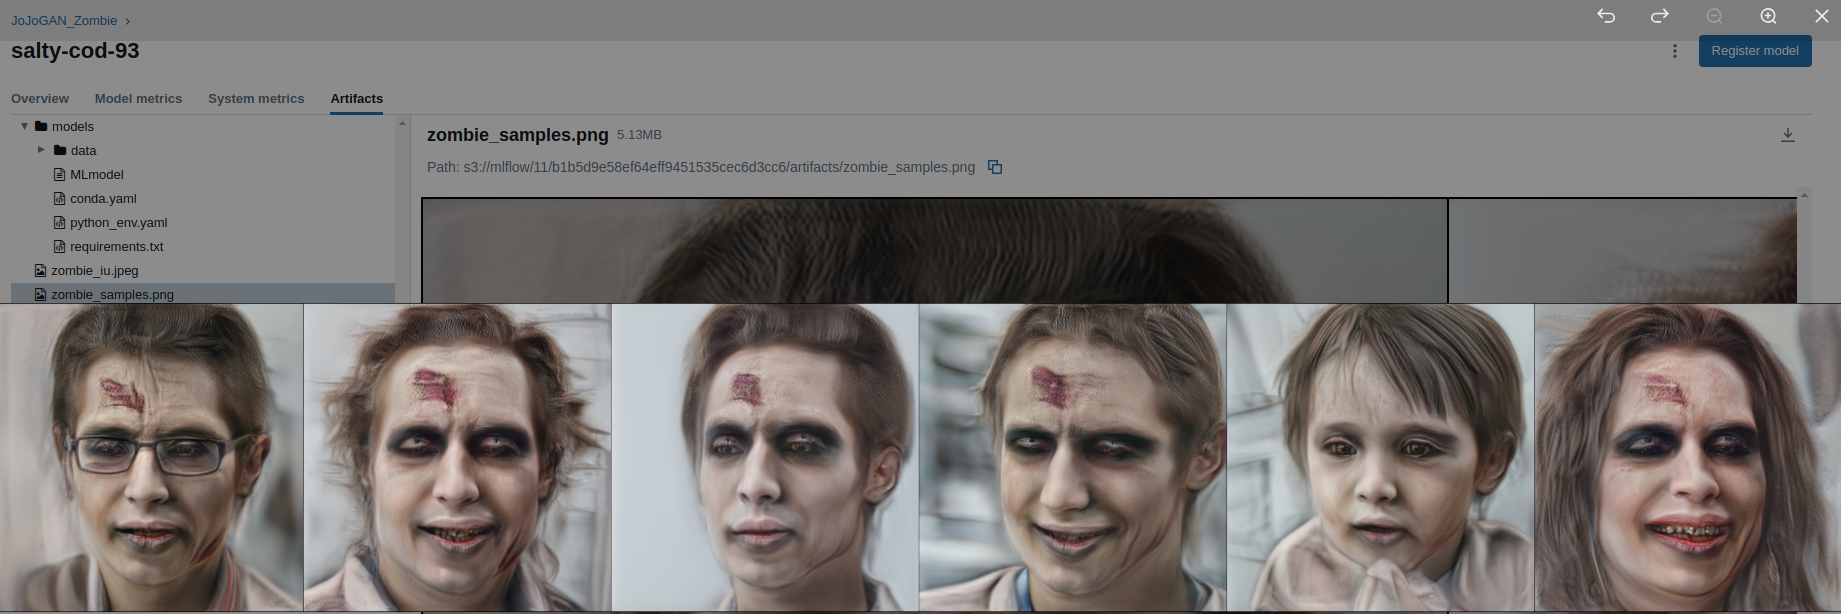 JoJoGAN_Zombie
salty-cod-93
Register model
Overview Model metrics System metrics Artifacts
models
data
MLmodel
conda.yaml
python_env.yaml
requirements.txt
zombie_iu.jpeg
zombie_samples.png
zombie_samples.png 5.13MB
Path: s3://mlflow/11/b1b5d9e58ef64eff9451535cec6d3cc6/artifacts/zombie_samples.png